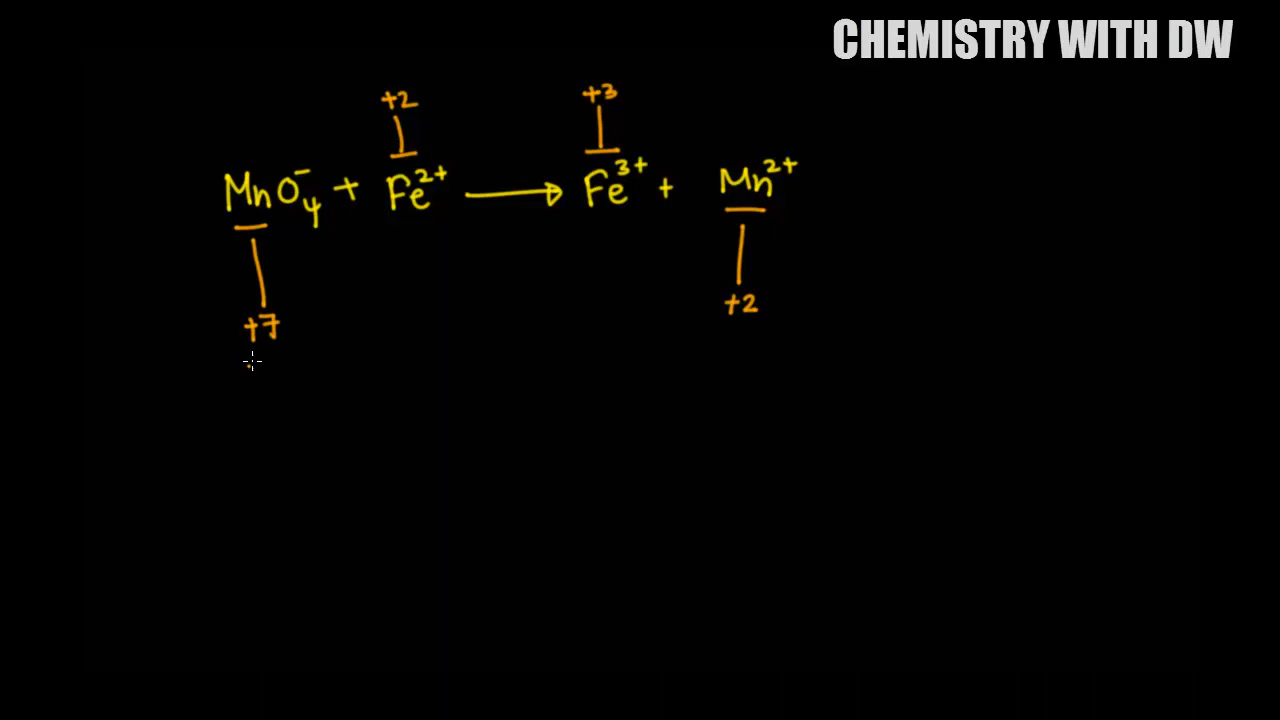 CHEMISTRY WITH DW
+2 +3
MnO₄⁻ + Fe²⁺ ⟶ Fe³⁺ + Mn²⁺
+2
+7